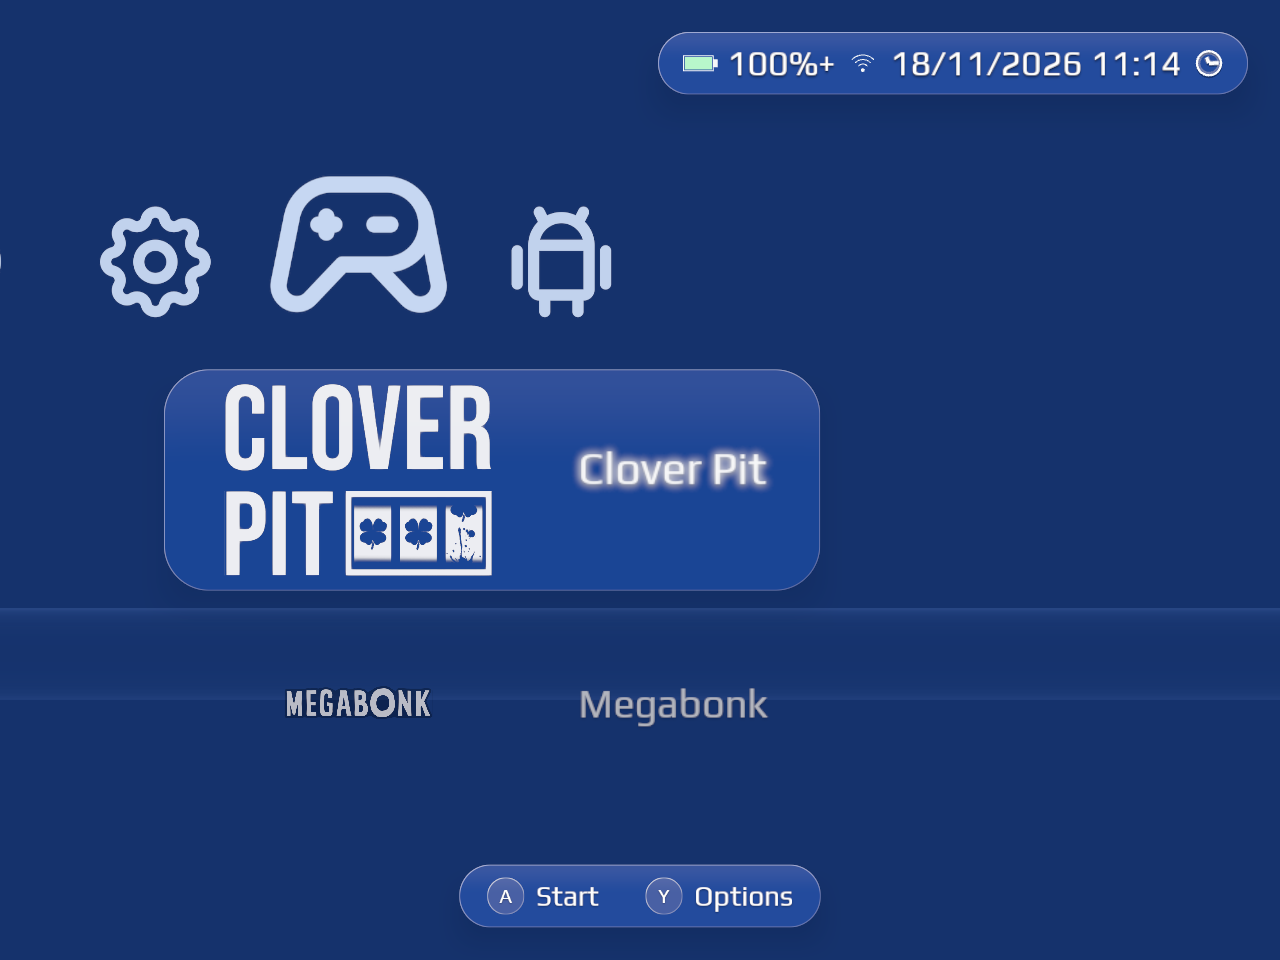 100%+ 18/11/2026 11:14
CLOVER
PIT
Clover Pit
MEGABONK
Megabonk
A Start Y Options